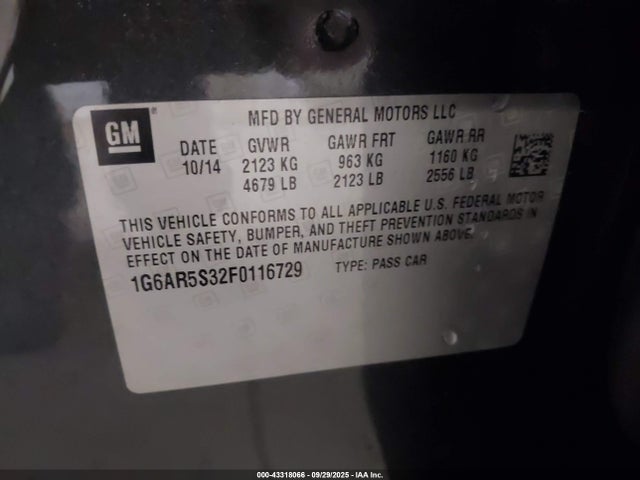 GM
MFD BY GENERAL MOTORS LLC
DATE GVWR GAWR FRT GAWR RR
10/14 2123 KG 963 KG 1160 KG
4679 LB 2123 LB 2556 LB
THIS VEHICLE CONFORMS TO ALL APPLICABLE U.S. FEDERAL MOTOR
VEHICLE SAFETY, BUMPER, AND THEFT PREVENTION STANDARDS IN
EFFECT ON THE DATE OF MANUFACTURE SHOWN ABOVE.
1G6AR5S32F0116729 TYPE: PASS CAR
000-43318066 - 09/29/2025 - IAA Inc.